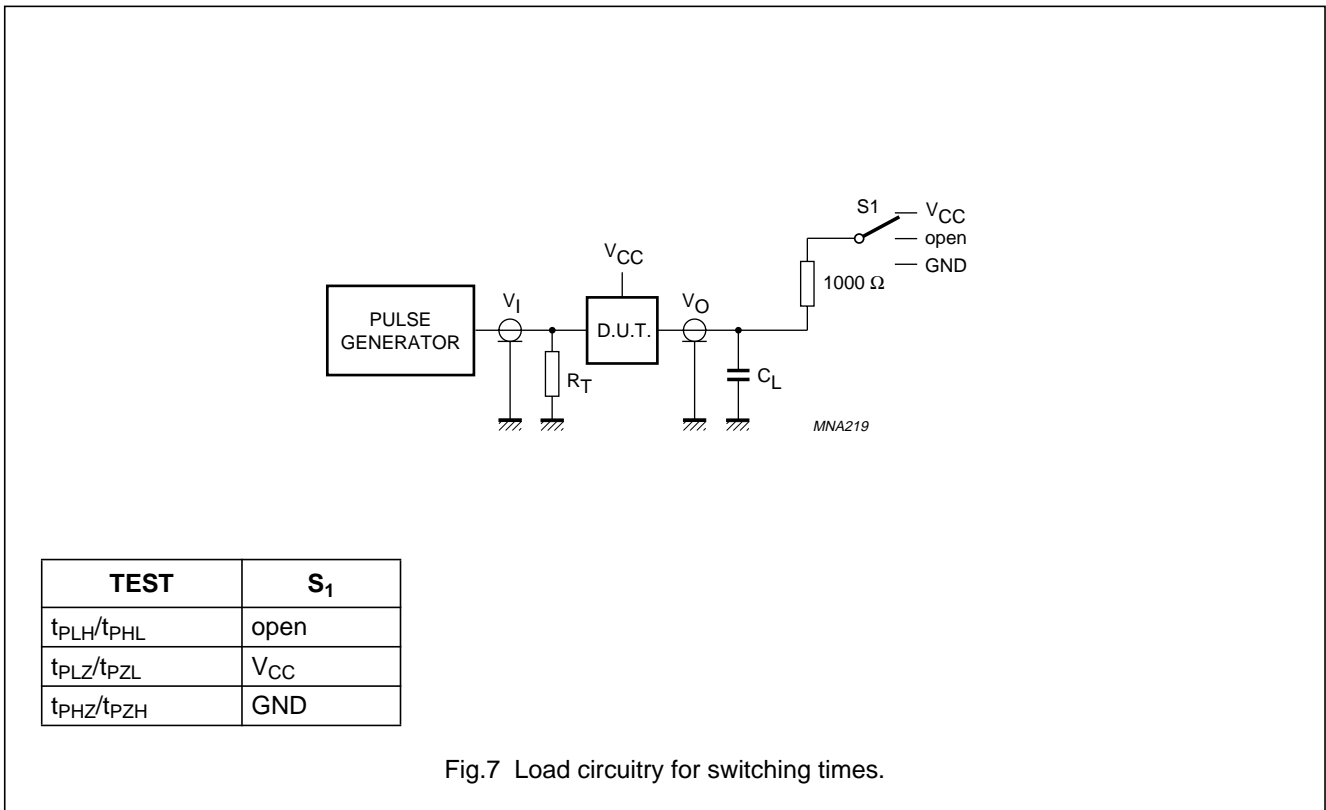 S1
VCC
open
GND
1000 Ω
VCC
PULSE
GENERATOR
VI
D.U.T.
VO
RT
CL
MNA219
TEST S1
tPLH/tPHL open
tPLZ/tPZL VCC
tPHZ/tPZH GND
Fig.7 Load circuitry for switching times.